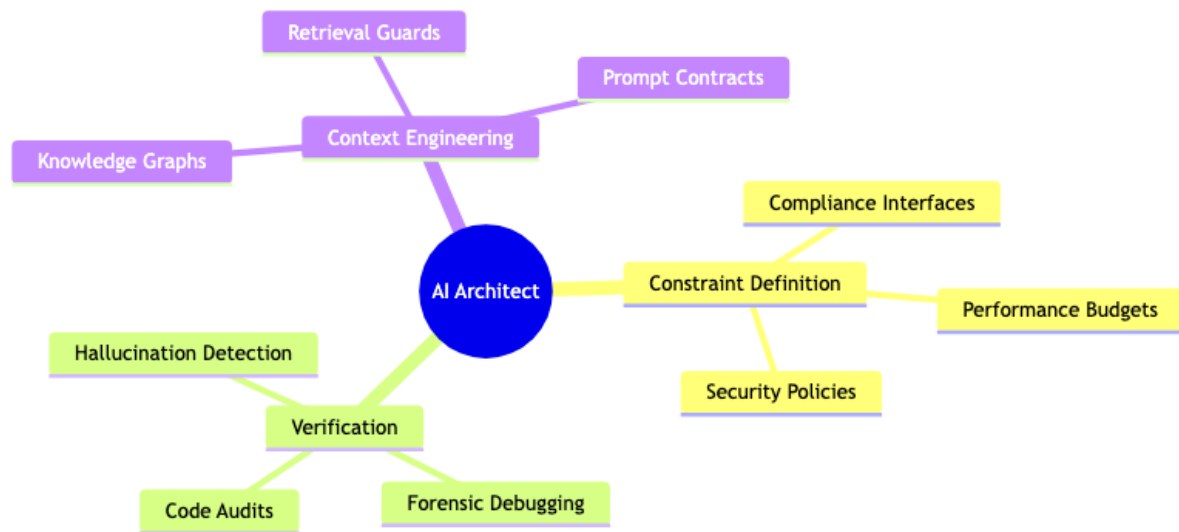 Retrieval Guards
Prompt Contracts
Context Engineering
Knowledge Graphs
Compliance Interfaces
AI Architect
Constraint Definition
Performance Budgets
Hallucination Detection
Security Policies
Verification
Code Audits
Forensic Debugging